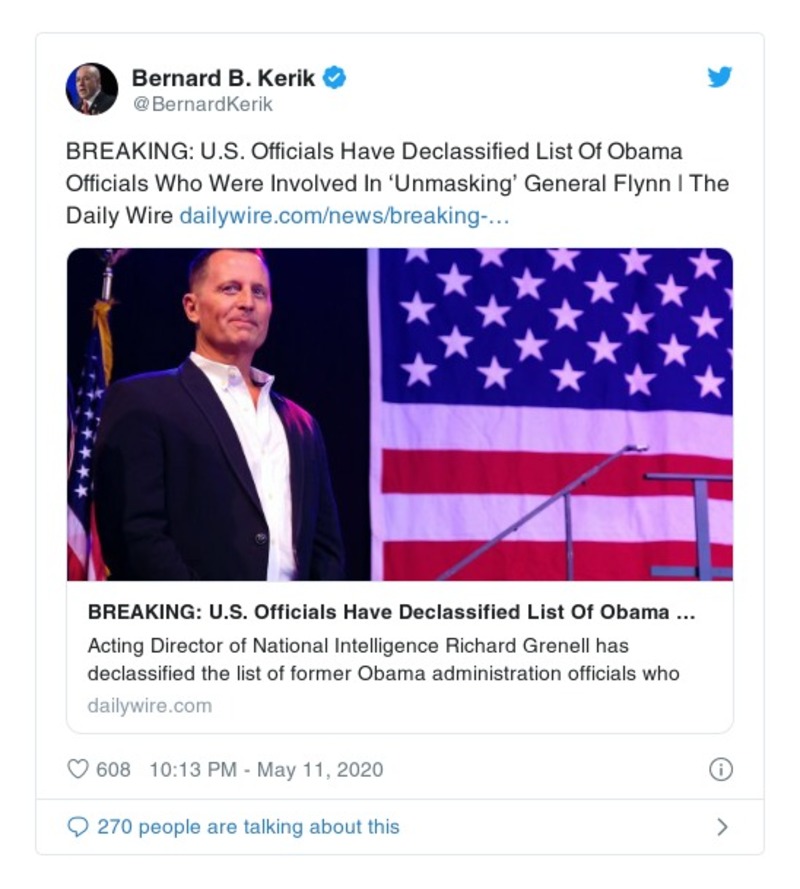 Bernard B. Kerik
@BernardKerik
BREAKING: U.S. Officials Have Declassified List Of Obama
Officials Who Were Involved In ‘Unmasking’ General Flynn | The
Daily Wire dailywire.com/news/breaking-…
BREAKING: U.S. Officials Have Declassified List Of Obama …
Acting Director of National Intelligence Richard Grenell has
declassified the list of former Obama administration officials who
dailywire.com
608 10:13 PM - May 11, 2020
270 people are talking about this